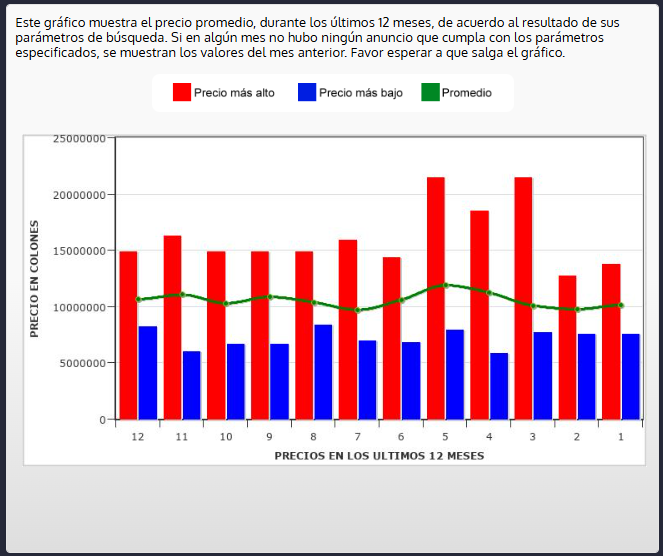 Este gráfico muestra el precio promedio, durante los últimos 12 meses, de acuerdo al resultado de sus
parámetros de búsqueda. Si en algún mes no hubo ningún anuncio que cumpla con los parámetros
especificados, se muestran los valores del mes anterior. Favor esperar a que salga el gráfico.
Precio más alto Precio más bajo Promedio
PRECIO EN COLONES
25000000
20000000
15000000
10000000
5000000
0
12 11 10 9 8 7 6 5 4 3 2 1
PRECIOS EN LOS ULTIMOS 12 MESES